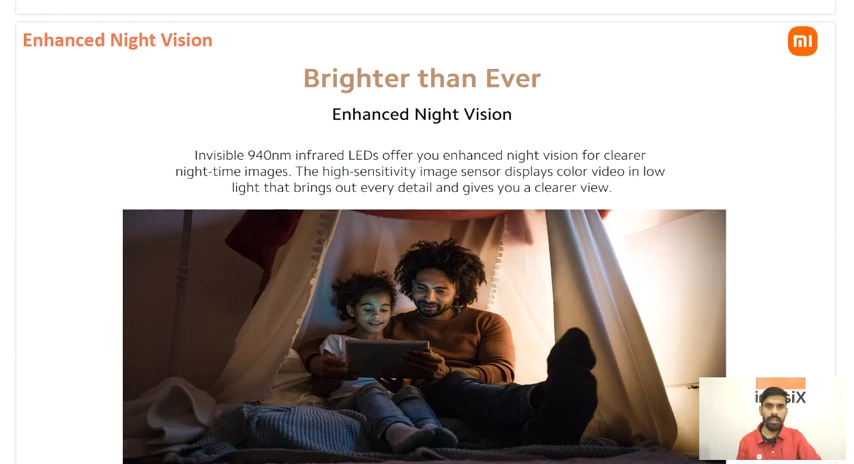 Enhanced Night Vision
mi
Brighter than Ever
Enhanced Night Vision
Invisible 940nm infrared LEDs offer you enhanced night vision for clearer
night-time images. The high-sensitivity image sensor displays color video in low
light that brings out every detail and gives you a clearer view.